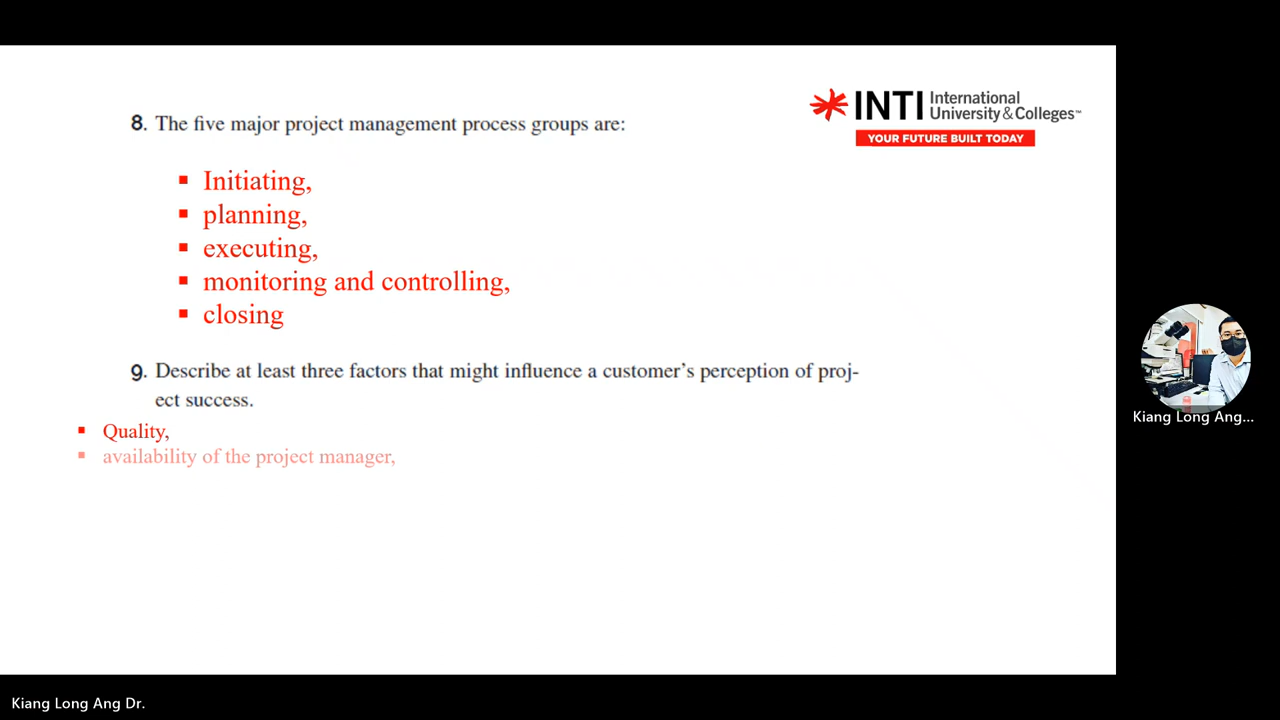 INTI International
University & Colleges™
YOUR FUTURE BUILT TODAY
8. The five major project management process groups are:
▪ Initiating,
▪ planning,
▪ executing,
▪ monitoring and controlling,
▪ closing
9. Describe at least three factors that might influence a customer's perception of proj-
ect success.
▪ Quality,
▪ availability of the project manager,
Kiang Long Ang...
Kiang Long Ang Dr.